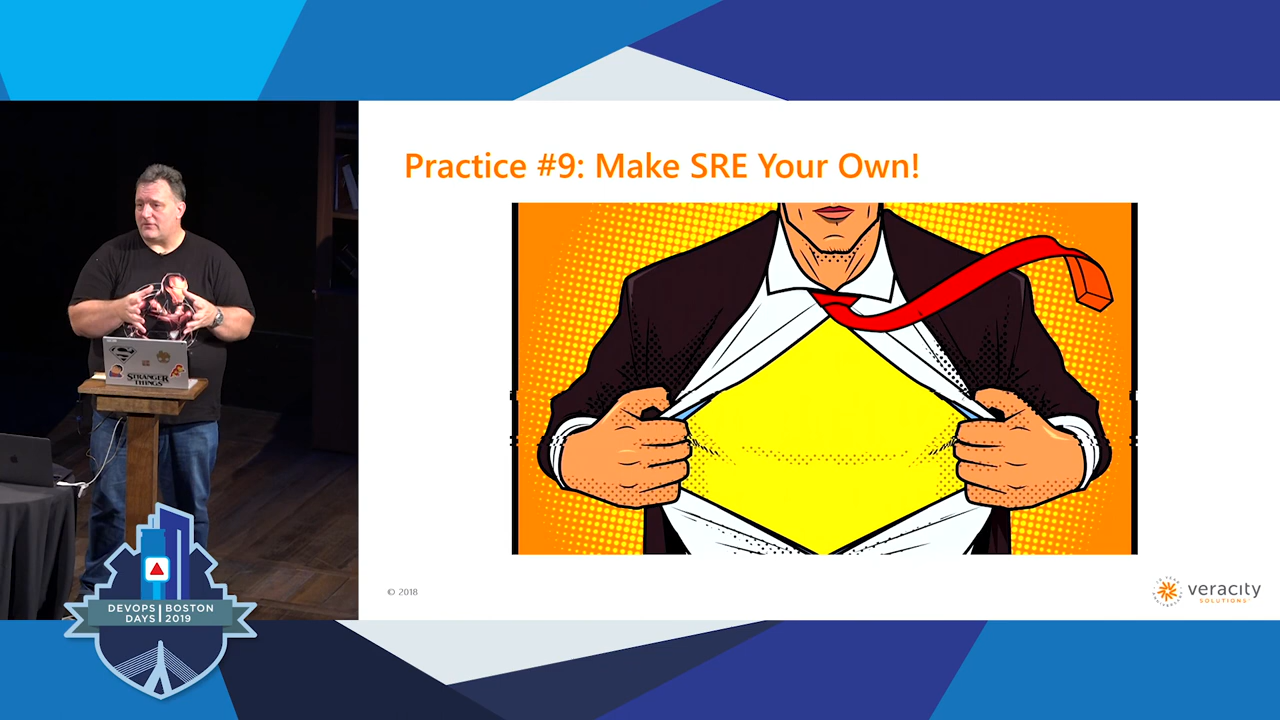 Practice #9: Make SRE Your Own!
STRANGER
THINGS
DEVOPS BOSTON
DAYS 2019
© 2018
veracity
SOLUTIONS